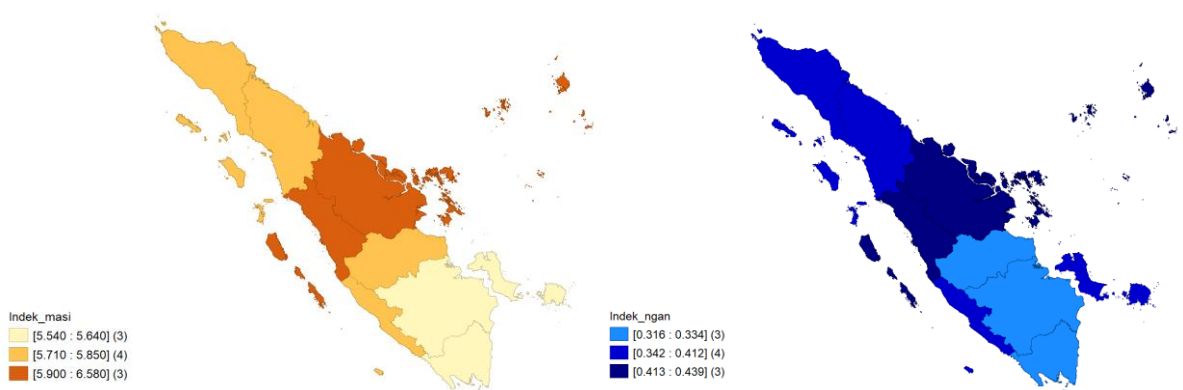 Indek_masi
[5.540 : 5.640] (3)
[5.710 : 5.850] (4)
[5.900 : 6.580] (3)
Indek_ngan
[0.316 : 0.334] (3)
[0.342 : 0.412] (4)
[0.413 : 0.439] (3)